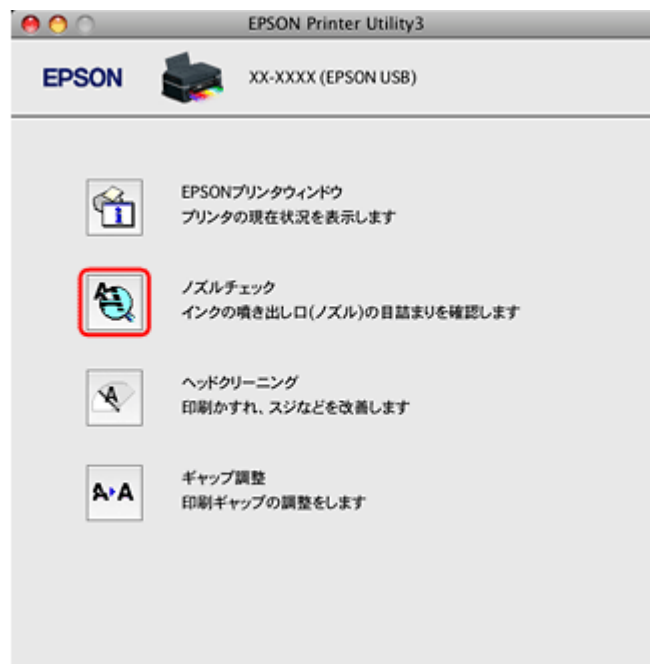 EPSON Printer Utility3
EPSON
XX-XXXX (EPSON USB)
EPSONプリンタウィンドウ
プリンタの現在状況を表示します
ノズルチェック
インクの噴き出し口(ノズル)の目詰まりを確認します
ヘッドクリーニング
印刷かすれ、スジなどを改善します
ギャップ調整
印刷ギャップの調整をします